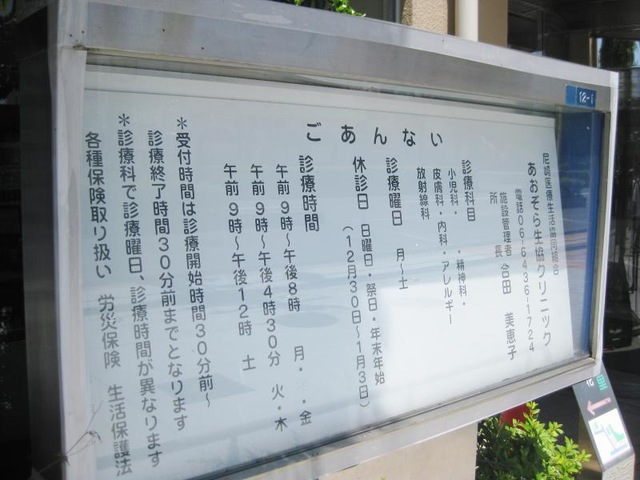 12-1
ごあんない
尼崎医療生活協同組合
あおぞら生協クリニック
電話06-6436-1724
施設管理者 合田 美恵子
所長
診療科目
小児科・ ・精神科・
皮膚科・内科・アレルギー
放射線科
診療曜日 月～土
休診日 日曜日・祭日・年末年始
(12月30日～1月3日)
診療時間
午前9時～午後8時 月・ ・金
午前9時～午後4時30分 火・木
午前9時～午後12時 土
＊受付時間は診療開始時間30分前～
診療終了時間30分前までとなります
＊診療科で診療曜日、診療時間が異なります
各種保険取り扱い 労災保険 生活保護法